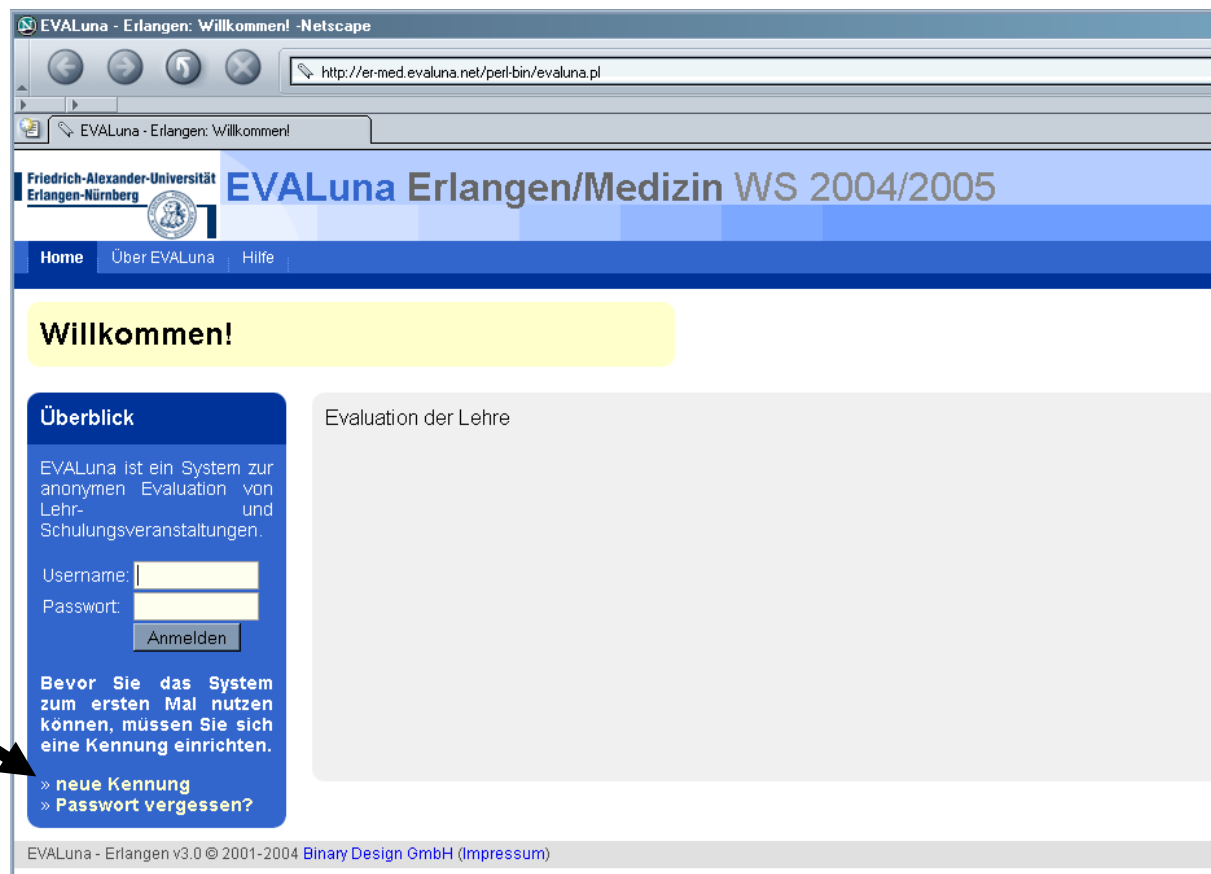 EVALuna - Erlangen: Willkommen! -Netscape
http://er-med.evaluna.net/perl-bin/evaluna.pl
EVALuna - Erlangen: Willkommen!
Friedrich-Alexander-Universität
Erlangen-Nürnberg
EVALuna Erlangen/Medizin WS 2004/2005
Home Über EVALuna Hilfe
Willkommen!
Überblick
EVALuna ist ein System zur
anonymen Evaluation von
Lehr- und
Schulungsveranstaltungen.
Username:
Passwort:
Anmelden
Bevor Sie das System
zum ersten Mal nutzen
können, müssen Sie sich
eine Kennung einrichten.
» neue Kennung
» Passwort vergessen?
Evaluation der Lehre
EVALuna - Erlangen v3.0 © 2001-2004 Binary Design GmbH (Impressum)